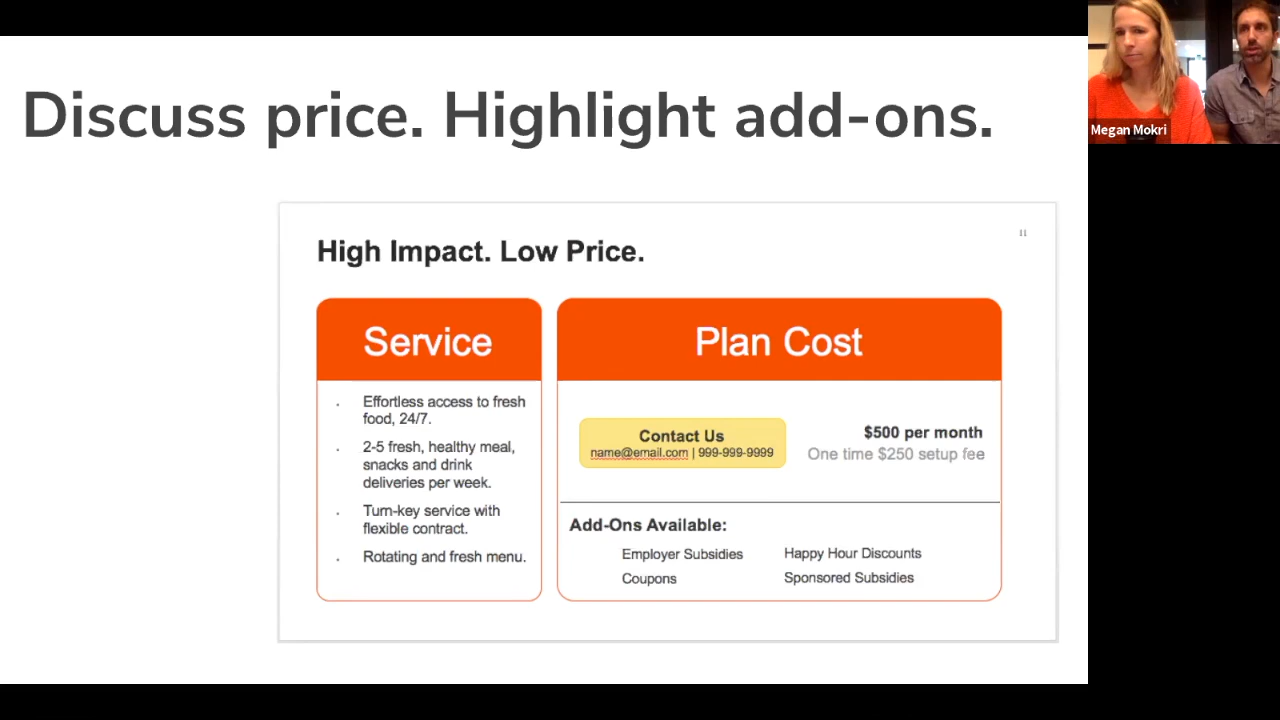 Discuss price. Highlight add-ons.
Megan Mokri
11
High Impact. Low Price.
Service
Effortless access to fresh
food, 24/7.
2-5 fresh, healthy meal,
snacks and drink
deliveries per week.
Turn-key service with
flexible contract.
Rotating and fresh menu.
Plan Cost
Contact Us
name@email.com | 999-999-9999
$500 per month
One time $250 setup fee
Add-Ons Available:
Employer Subsidies
Happy Hour Discounts
Coupons
Sponsored Subsidies